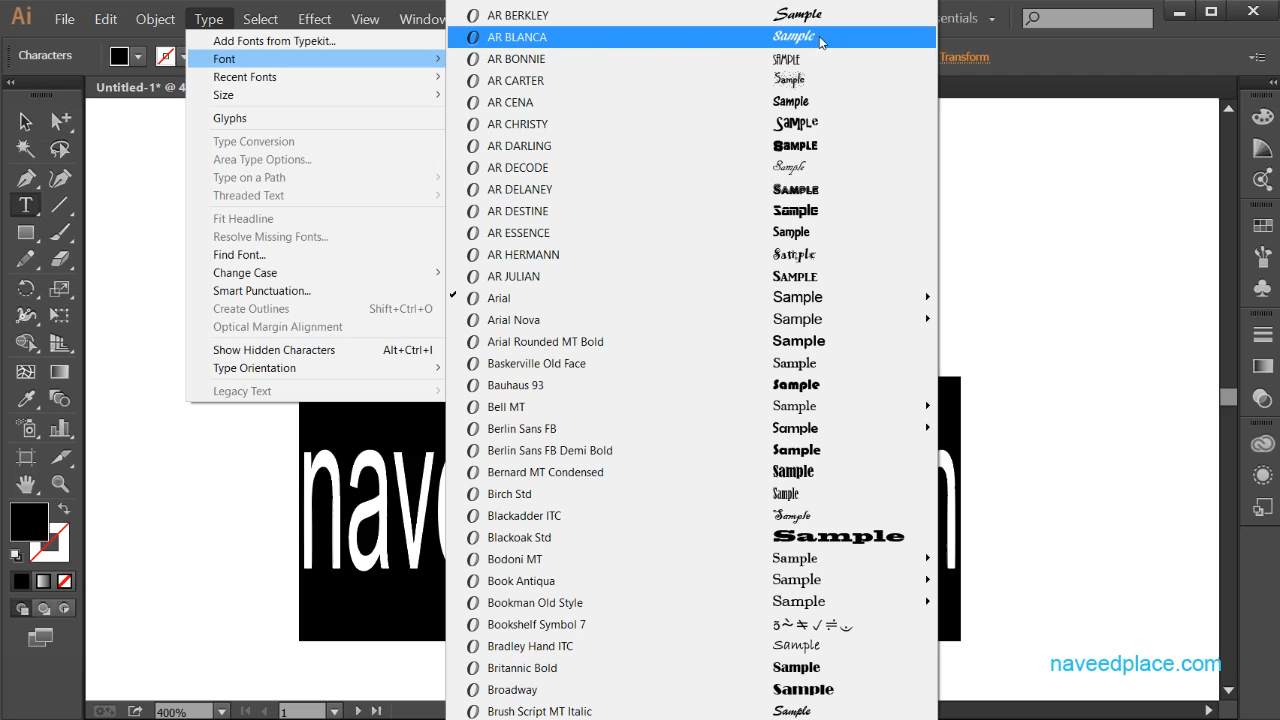 Ai File Edit Object Type Select Effect View Window
Characters
Transform
Untitled-1* @ 4
Add Fonts from Typekit...
Font
Recent Fonts
Size
Glyphs
Type Conversion
Area Type Options...
Type on a Path
Threaded Text
Fit Headline
Resolve Missing Fonts...
Find Font...
Change Case
Smart Punctuation...
Create Outlines Shift+Ctrl+O
Optical Margin Alignment
Show Hidden Characters Alt+Ctrl+I
Type Orientation
Legacy Text
AR BERKLEY Sample
AR BLANCA Sample
AR BONNIE SAMPLE
AR CARTER Sample
AR CENA Sample
AR CHRISTY SAMPLE
AR DARLING SAMPLE
AR DECODE Sample
AR DELANEY SAMPLE
AR DESTINE Sample
AR ESSENCE Sample
AR HERMANN Sample
AR JULIAN SAMPLE
Arial Sample
Arial Nova Sample
Arial Rounded MT Bold Sample
Baskerville Old Face Sample
Bauhaus 93 Sample
Bell MT Sample
Berlin Sans FB Sample
Berlin Sans FB Demi Bold Sample
Bernard MT Condensed Sample
Birch Std Sample
Blackadder ITC Sample
Blackoak Std Sample
Bodoni MT Sample
Book Antiqua Sample
Bookman Old Style Sample
Bookshelf Symbol 7
Bradley Hand ITC Sample
Britannic Bold Sample
Broadway Sample
Brush Script MT Italic Sample
naveedplace.com
400% 1